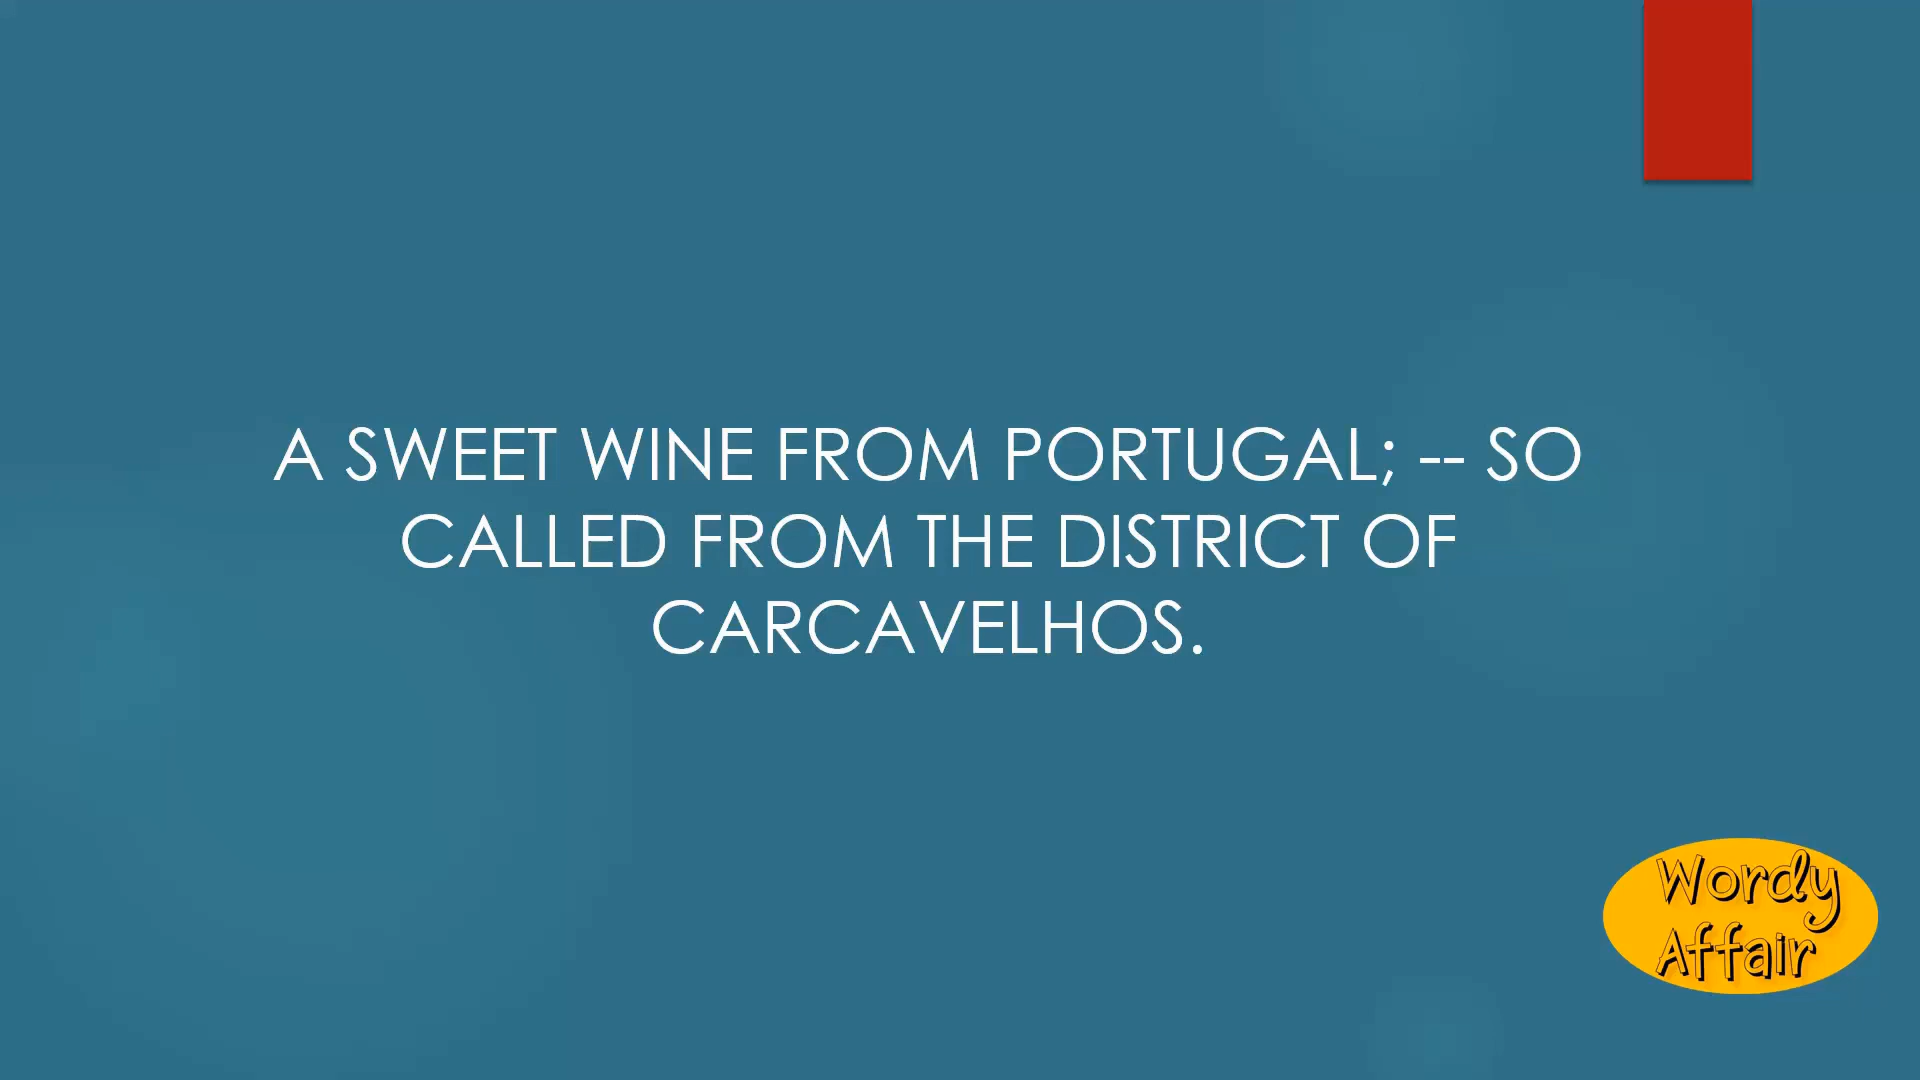 A SWEET WINE FROM PORTUGAL; -- SO
CALLED FROM THE DISTRICT OF
CARCAVELHOS.
Wordy
Affair